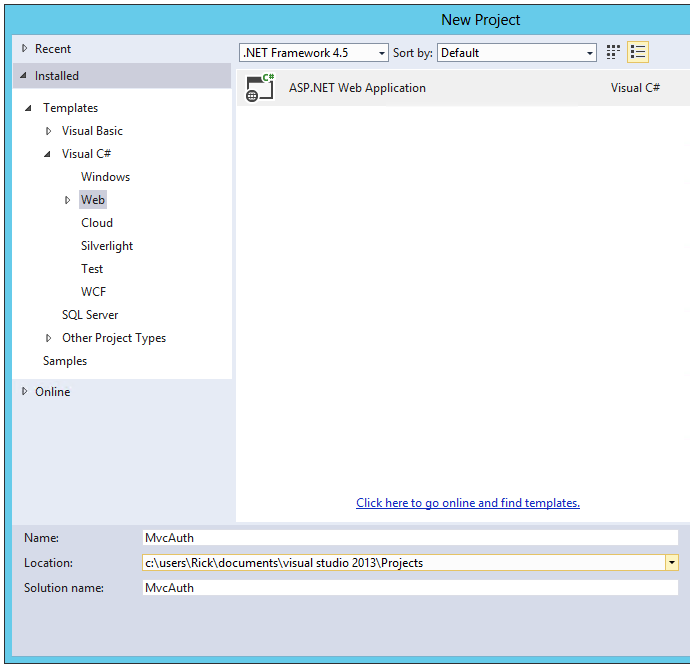 New Project
Recent
.NET Framework 4.5 Sort by: Default
Installed
C#
ASP.NET Web Application Visual C#
Templates
Visual Basic
Visual C#
Windows
Web
Cloud
Silverlight
Test
WCF
SQL Server
Other Project Types
Samples
Online
Click here to go online and find templates.
Name: MvcAuth
Location: c:\users\Rick\documents\visual studio 2013\Projects
Solution name: MvcAuth